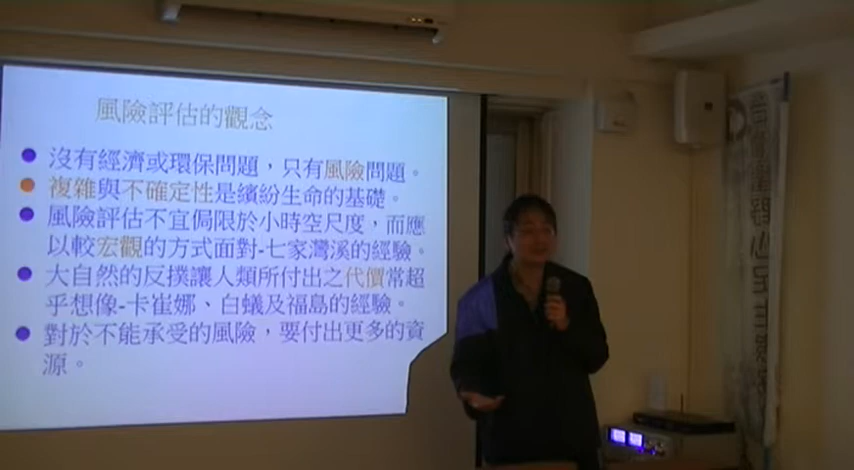 風險評估的觀念
沒有經濟或環保問題，只有風險問題。
複雜與不確定性是繽紛生命的基礎。
風險評估不宜侷限於小時空尺度，而應
以較宏觀的方式面對-七家灣溪的經驗。
大自然的反撲讓人類所付出之代價常超
乎想像-卡崔娜、白蟻及福島的經驗。
對於不能承受的風險，要付出更多的資
源。